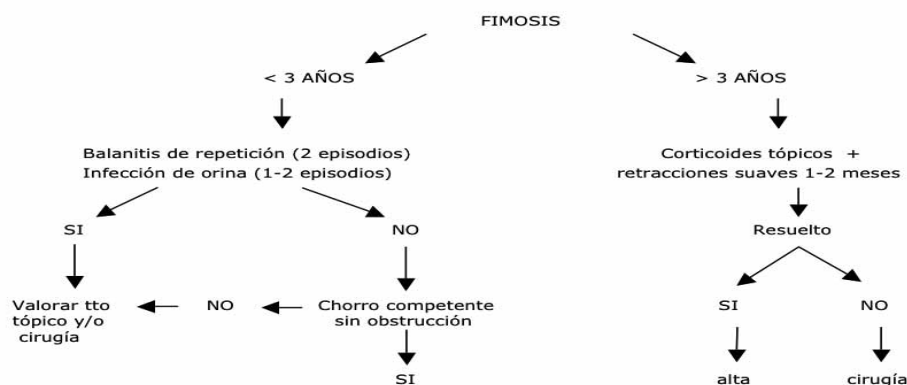 FIMOSIS
< 3 AÑOS
> 3 AÑOS
Balanitis de repetición (2 episodios)
Infección de orina (1-2 episodios)
Corticoides tópicos +
retracciones suaves 1-2 meses
SI
NO
Resuelto
Valorar tto
tópico y/o
cirugía
NO
Chorro competente
sin obstrucción
SI
NO
SI
alta
cirugía